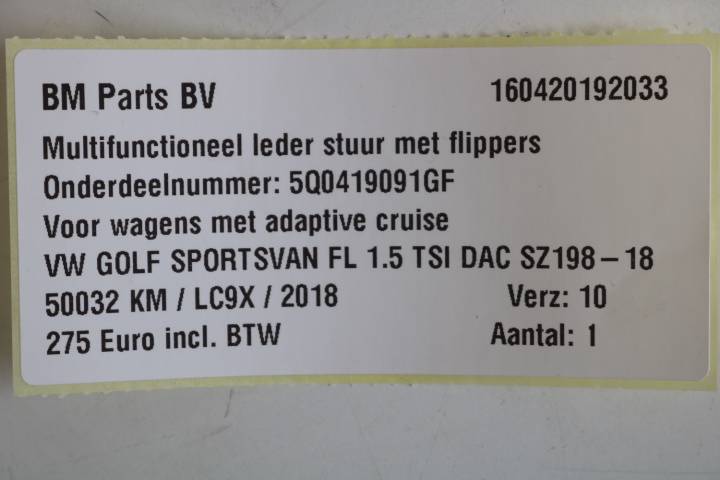 BM Parts BV 160420192033
Multifunctioneel leder stuur met flippers
Onderdeelnummer: 5Q0419091GF
Voor wagens met adaptive cruise
VW GOLF SPORTSVAN FL 1.5 TSI DAC SZ198-18
50032 KM / LC9X / 2018 Verz: 10
275 Euro incl. BTW Aantal: 1